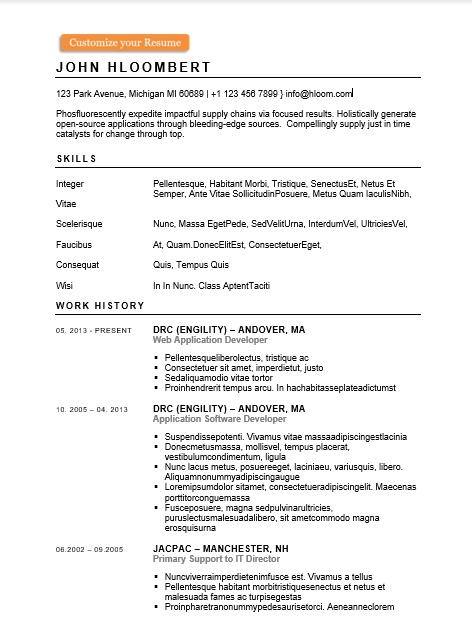 Customize your Resume
JOHN HLOOMBERT
123 Park Avenue, Michigan MI 60689 | +1 123 456 7899 } info@hloom.com
Phosfluorescently expedite impactful supply chains via focused results. Holistically generate
open-source applications through bleeding-edge sources. Compellingly supply just in time
catalysts for change through top.
SKILLS
Integer Pellentesque, Habitant Morbi, Tristique, SenectusEt, Netus Et
Semper, Ante Vitae SollicitudinPosuere, Metus Quam IaculisNibh,
Vitae
Scelerisque Nunc, Massa EgetPede, SedVelitUrna, InterdumVel, UltriciesVel,
Faucibus At, Quam.DonecElitEst, ConsectetuerEget,
Consequat Quis, Tempus Quis
Wisi In In Nunc. Class AptentTaciti
WORK HISTORY
05. 2013 - PRESENT DRC (ENGILITY) – ANDOVER, MA
Web Application Developer
▪ Pellentesqueliberolectus, tristique ac
▪ Consectetuer sit amet, imperdietut, justo
▪ Sedaliquamodio vitae tortor
▪ Proinhendrerit tempus arcu. In hachabitasseplateadictumst
10. 2005 – 04. 2013 DRC (ENGILITY) – ANDOVER, MA
Application Software Developer
▪ Suspendissepotenti. Vivamus vitae massaadipiscingestlacinia
▪ Donecmetusmassa, mollisvel, tempus placerat,
vestibulumcondimentum, ligula
▪ Nunc lacus metus, posuereeget, laciniaeu, variusquis, libero.
Aliquamnonummyadipiscingaugue
▪ Loremipsumdolor sitamet, consectetueradipiscingelit. Maecenas
porttitorconguemassa
▪ Fusceposuere, magna sedpulvinarultricies,
puruslectusmalesuadalibero, sit ametcommodo magna
erosquisurna
06.2002 – 09.2005 JACPAC – MANCHESTER, NH
Primary Support to IT Director
▪ Nuncviverraimperdietenimfusce est. Vivamus a tellus
▪ Pellentesque habitant morbitristiquesenectus et netus et
malesuada fames ac turpisegestas
▪ Proinpharetranonummypedesaurisetorci. Aeneanneclorem